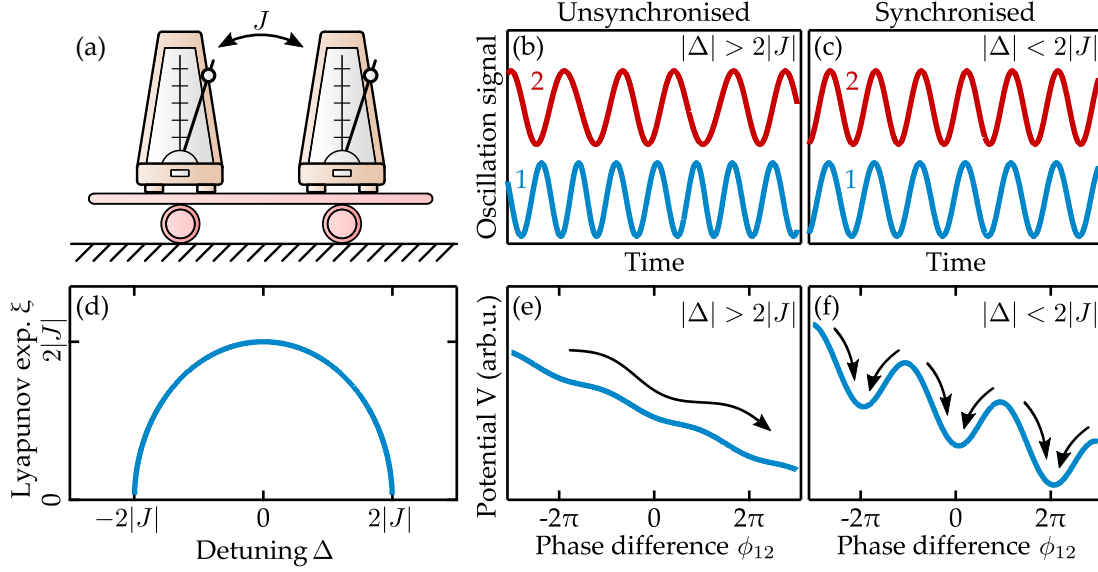 (a)
J
Unsynchronised
Synchronised
(b)
|Δ| > 2|J|
(c)
|Δ| < 2|J|
Oscillation signal
2
1
2
1
Time
Time
(d)
Lyapunov exp. ξ
2|J|
0
−2|J|
0
2|J|
Detuning Δ
(e)
|Δ| > 2|J|
(f)
|Δ| < 2|J|
Potential V (arb.u.)
-2π
0
2π
-2π
0
2π
Phase difference ϕ₁₂
Phase difference ϕ₁₂